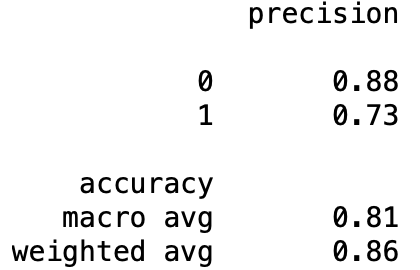 precision
0 0.88
1 0.73
accuracy
macro avg 0.81
weighted avg 0.86